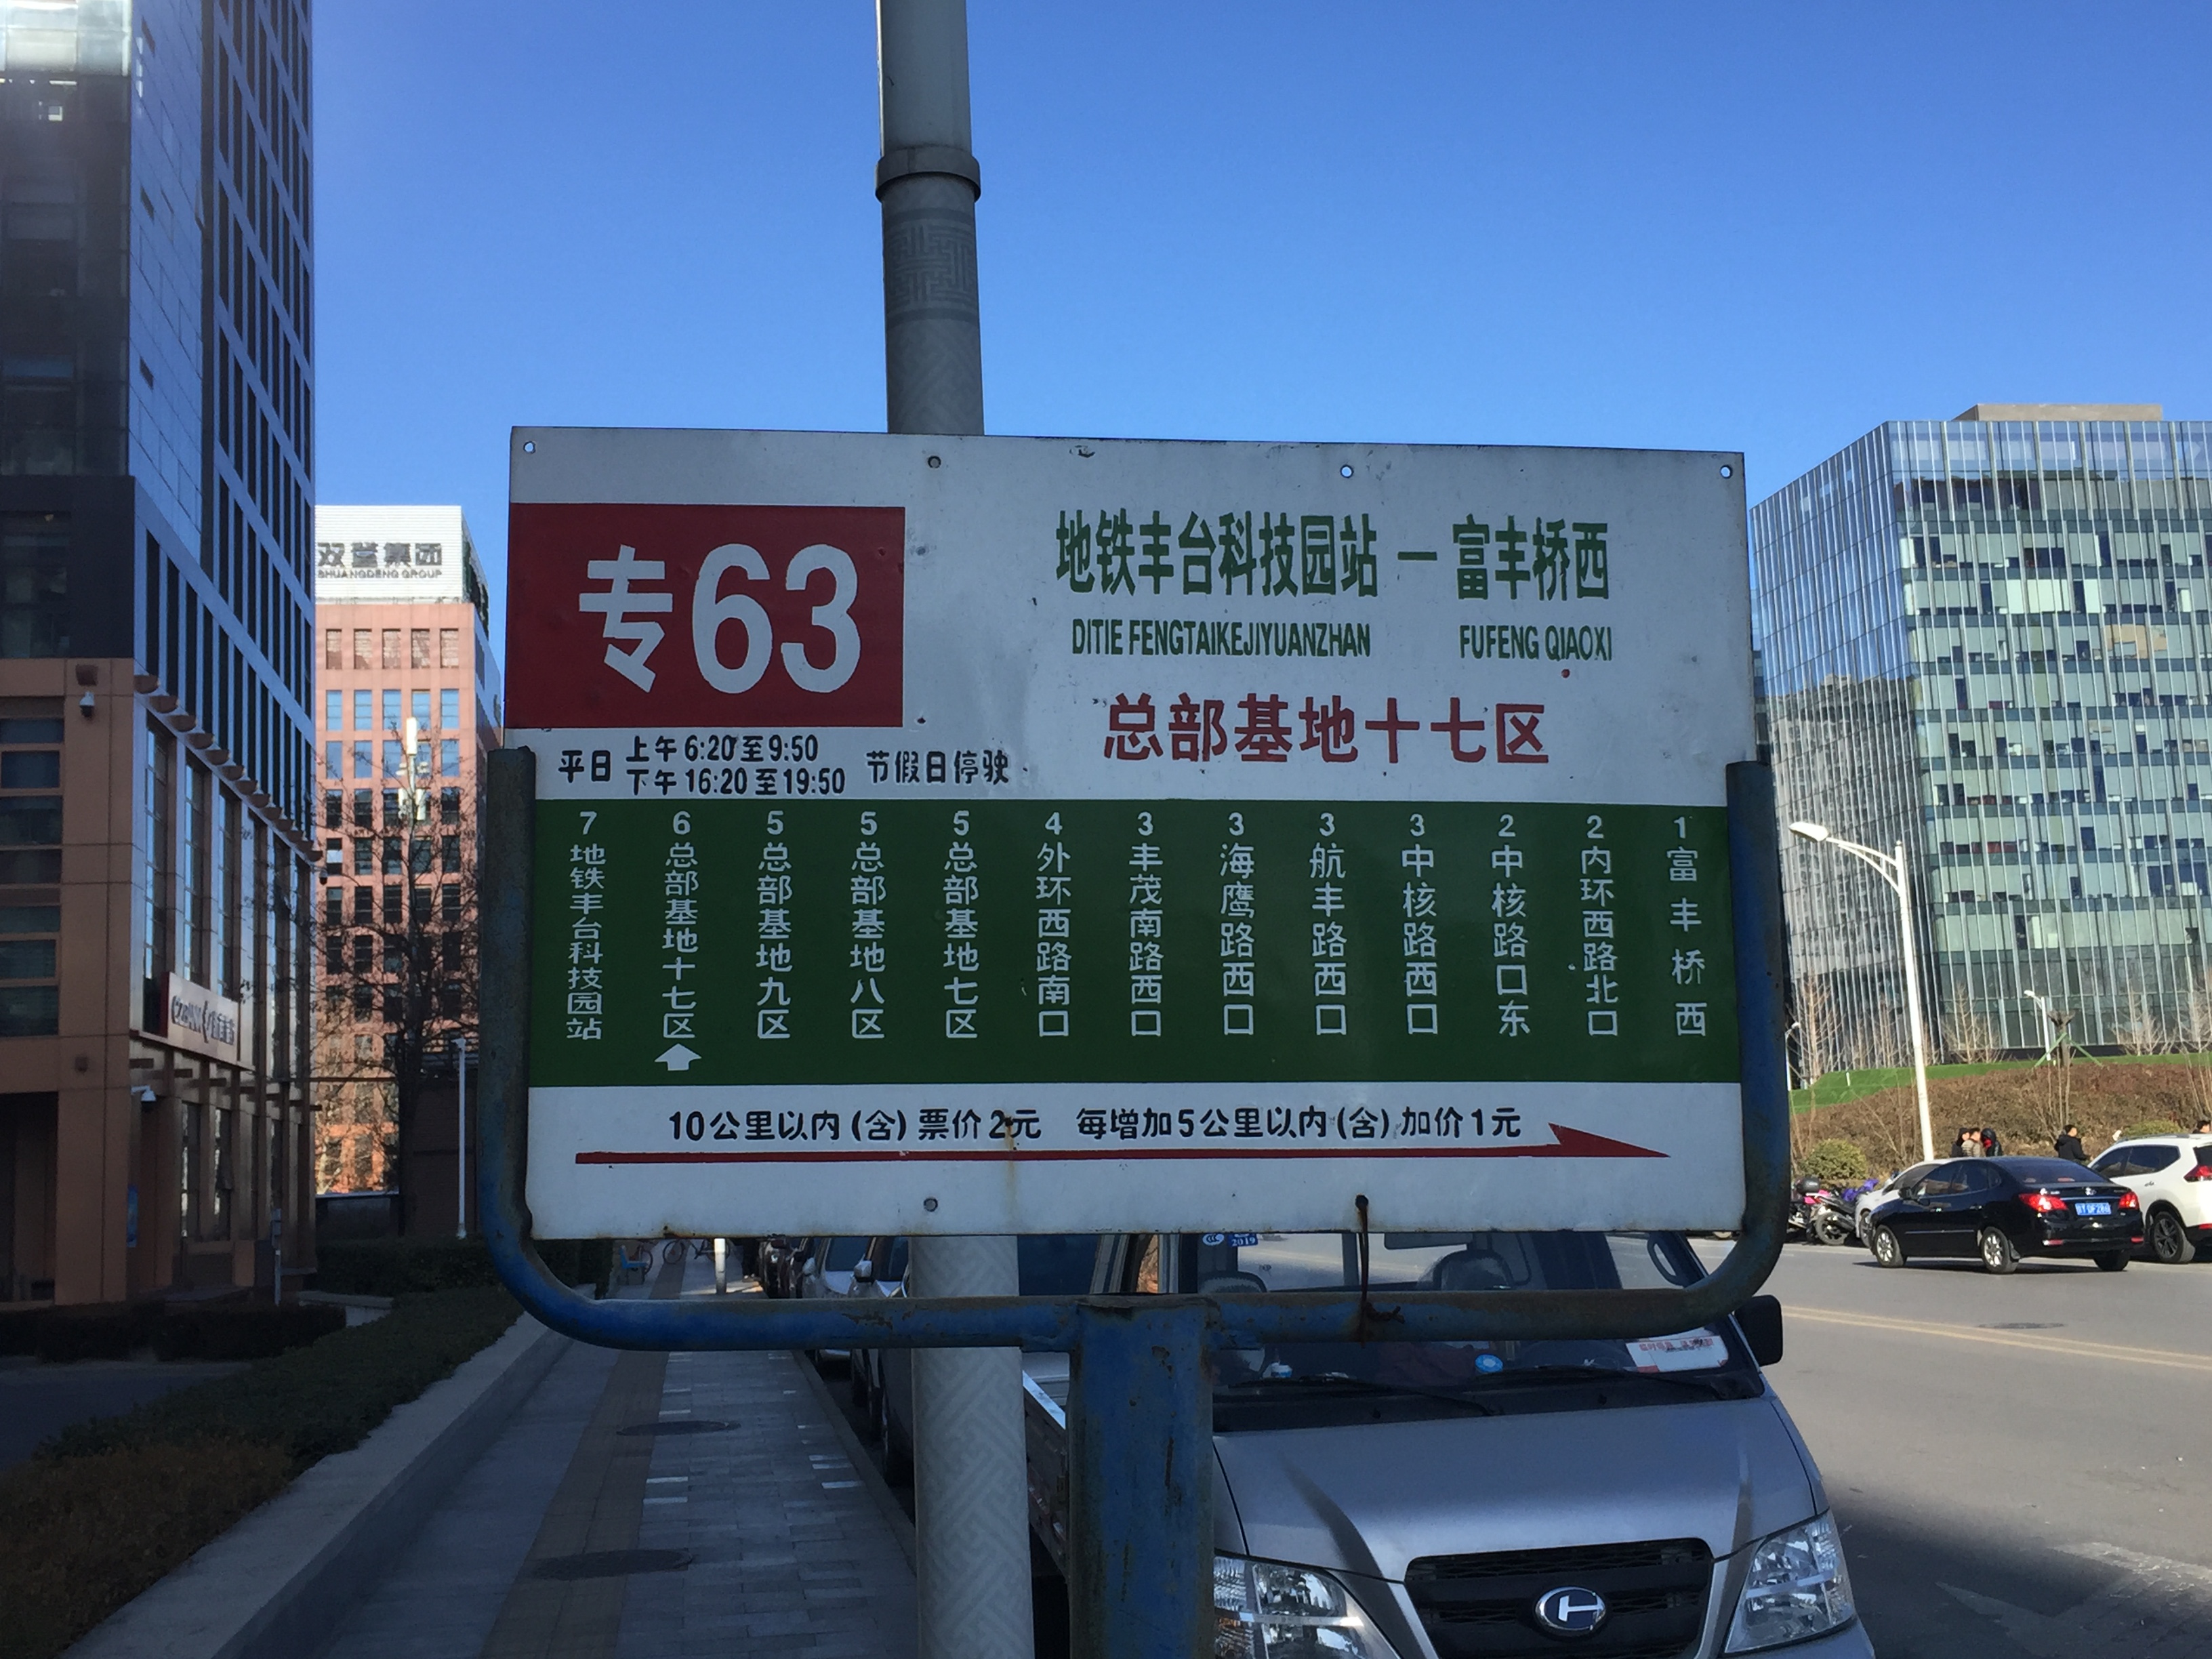 双登集团
SHUANGDENG GROUP
专63
地铁丰台科技园站 — 富丰桥西
DITIE FENGTAIKEJIYUANZHAN FUFENG QIAOXI
总部基地十七区
平日 上午 6:20至9:50
下午 16:20至19:50
节假日停驶
7地铁丰台科技园站
6总部基地十七区
5总部基地九区
5总部基地八区
5总部基地七区
4外环西路南口
3丰茂南路西口
3海鹰路西口
3航丰路西口
3中核路西口
2中核路口东
2内环西路北口
1富丰桥西
10公里以内(含)票价2元 每增加5公里以内(含)加价1元
2019